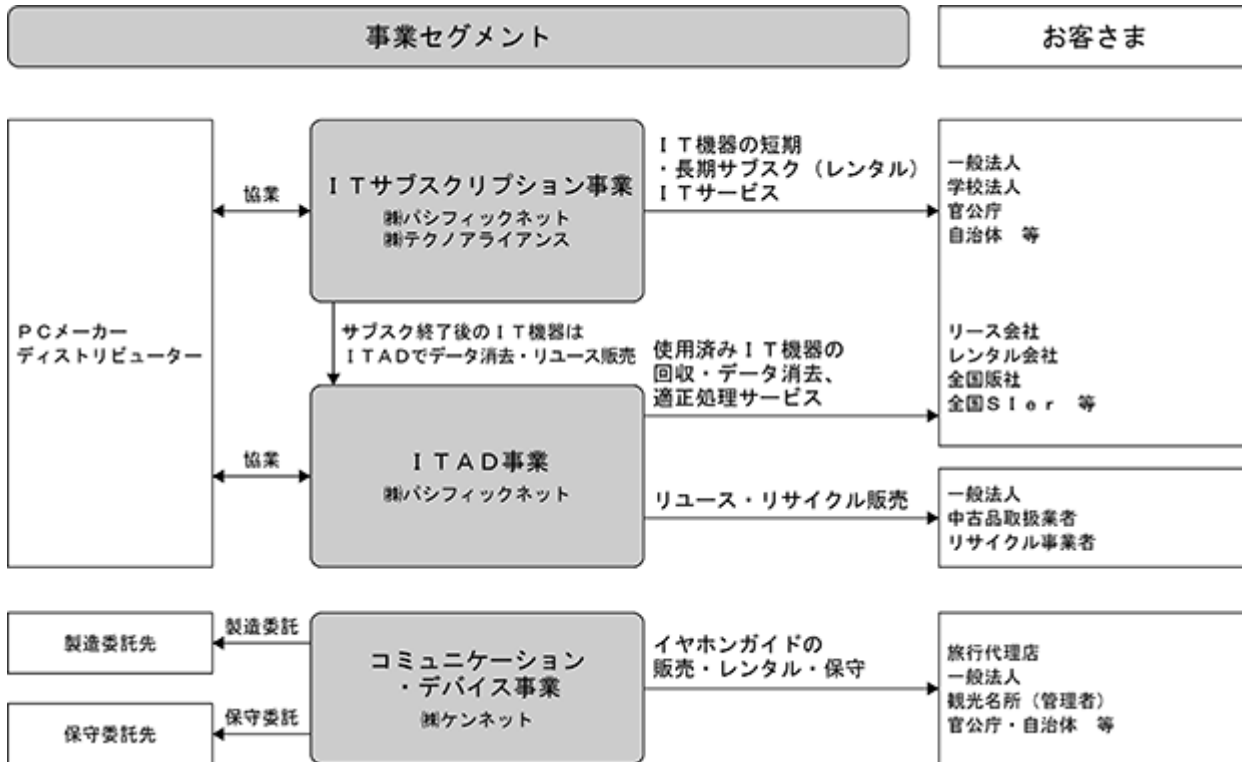 事業セグメント
お客さま
PCメーカー
ディストリビューター
協業
ITサブスクリプション事業
㈱パシフィックネット
㈱テクノアライアンス
IT機器の短期
・長期サブスク(レンタル)
ITサービス
一般法人
学校法人
官公庁
自治体 等
サブスク終了後のIT機器は
ITADでデータ消去・リユース販売
使用済みIT機器の
回収・データ消去、
適正処理サービス
リース会社
レンタル会社
全国販社
全国SIer 等
協業
ITAD事業
㈱パシフィックネット
リユース・リサイクル販売
一般法人
中古品取扱業者
リサイクル事業者
製造委託先
製造委託
保守委託先
保守委託
コミュニケーション
・デバイス事業
㈱ケンネット
イヤホンガイドの
販売・レンタル・保守
旅行代理店
一般法人
観光名所(管理者)
官公庁・自治体 等